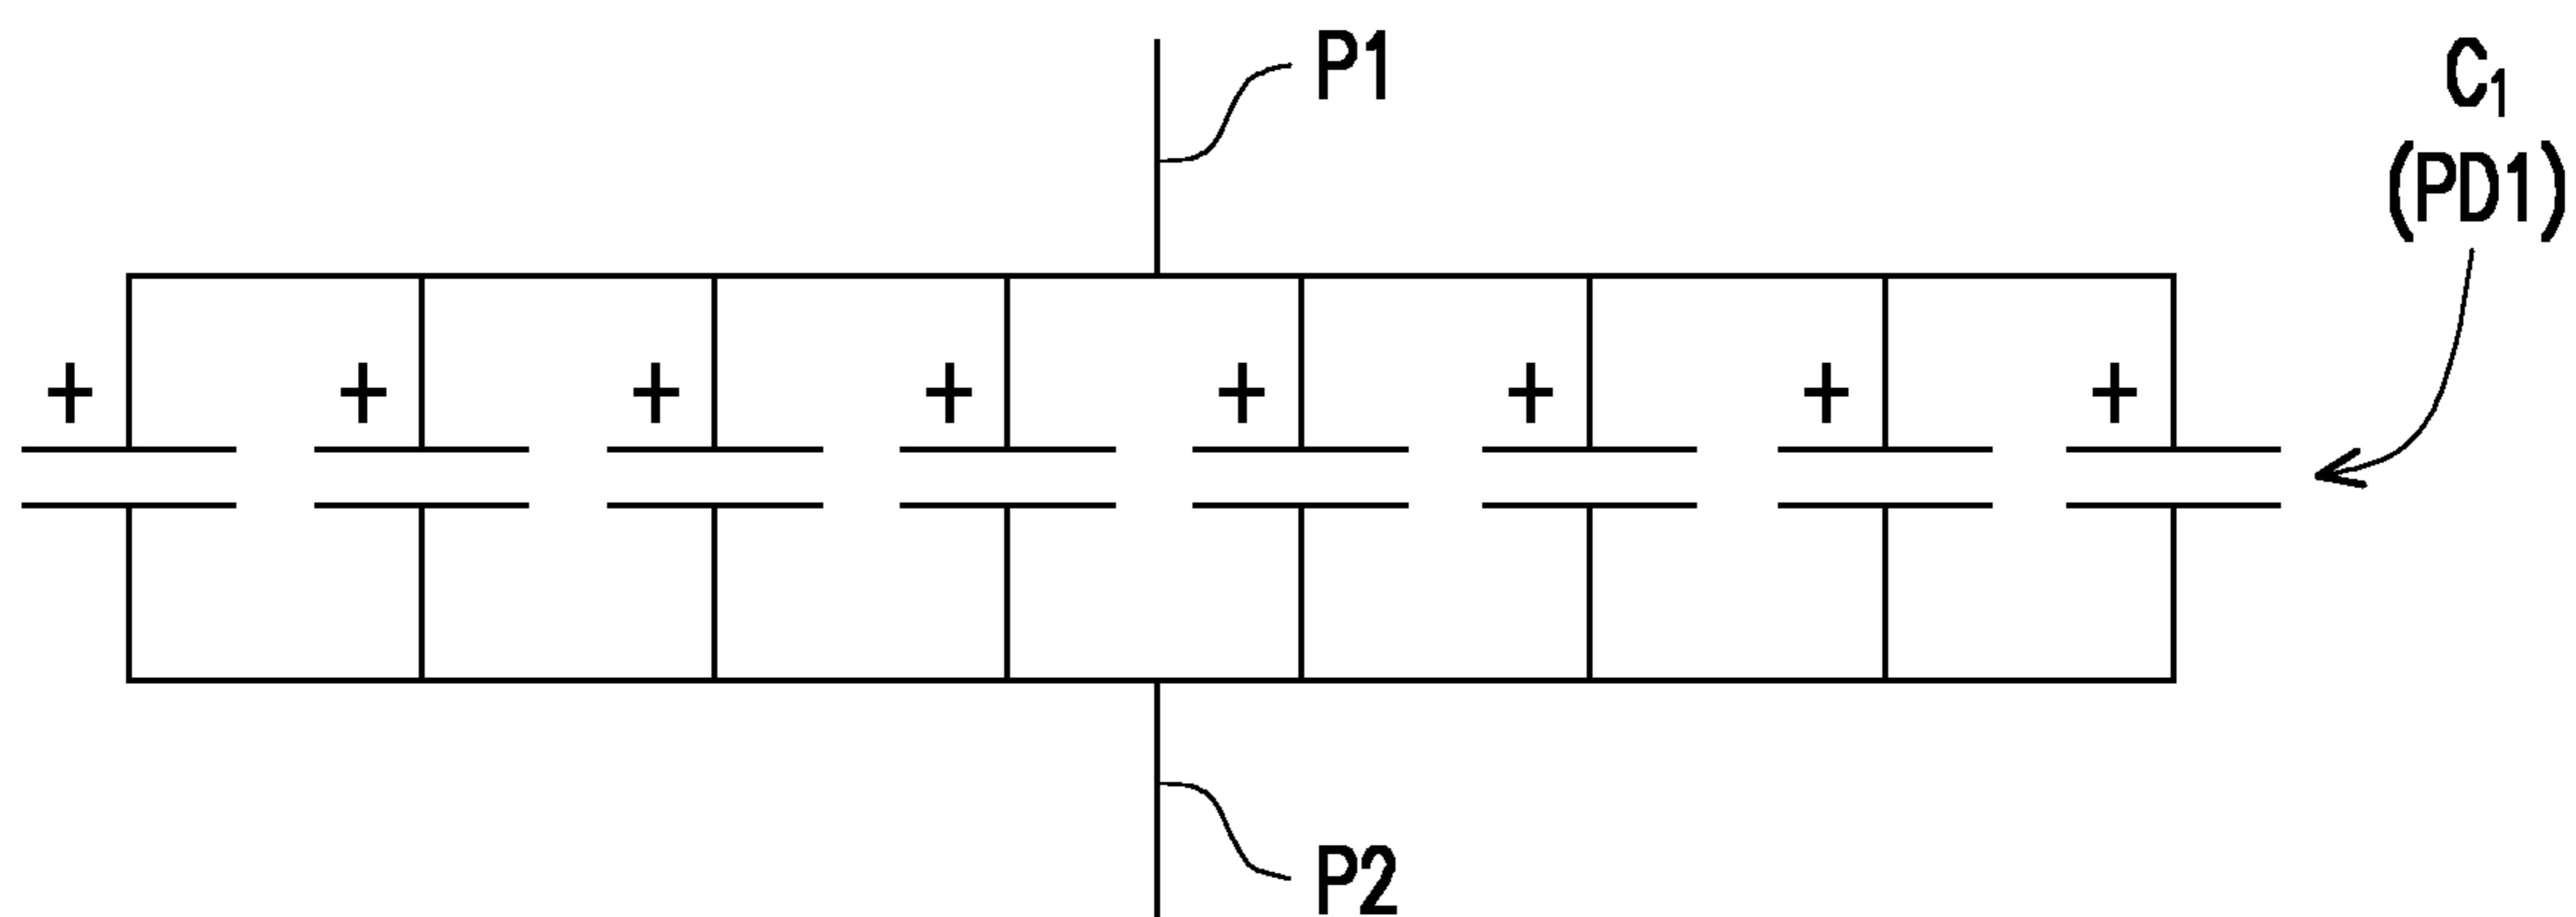 P1
C₁
(PD1)
+ + + + + + + +
P2